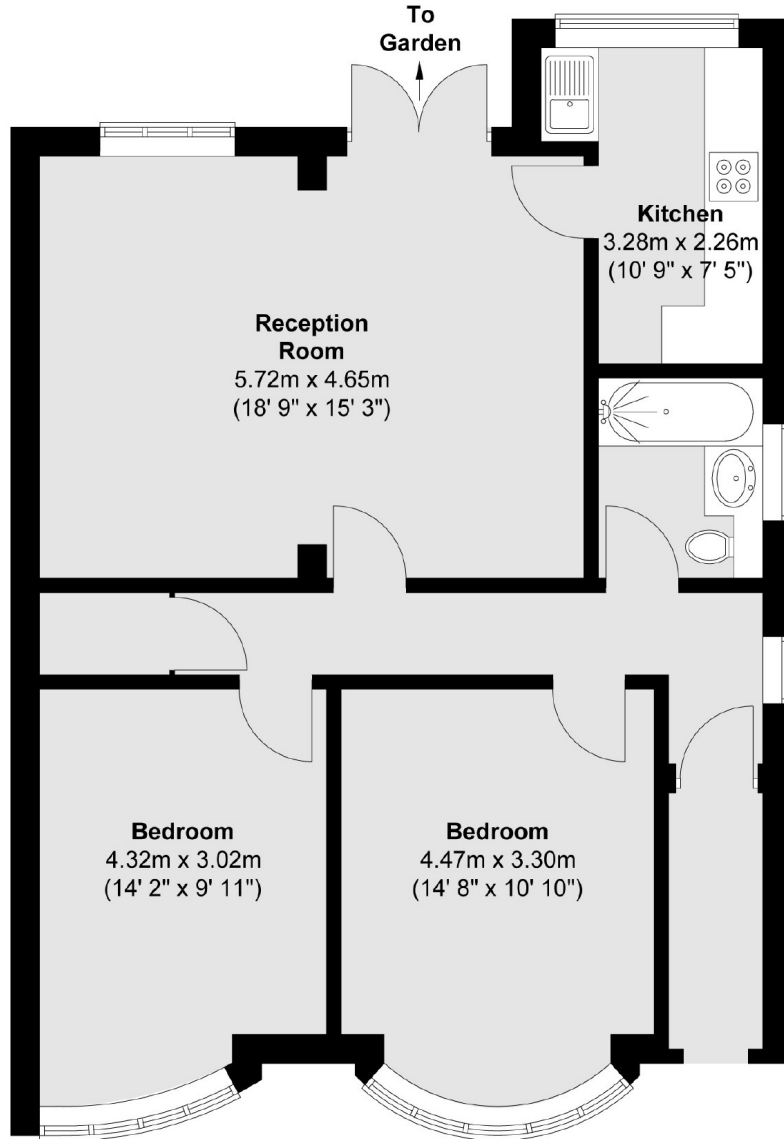 To
Garden
Kitchen
3.28m x 2.26m
(10' 9" x 7' 5")
Reception
Room
5.72m x 4.65m
(18' 9" x 15' 3")
Bedroom
4.32m x 3.02m
(14' 2" x 9' 11")
Bedroom
4.47m x 3.30m
(14' 8" x 10' 10")